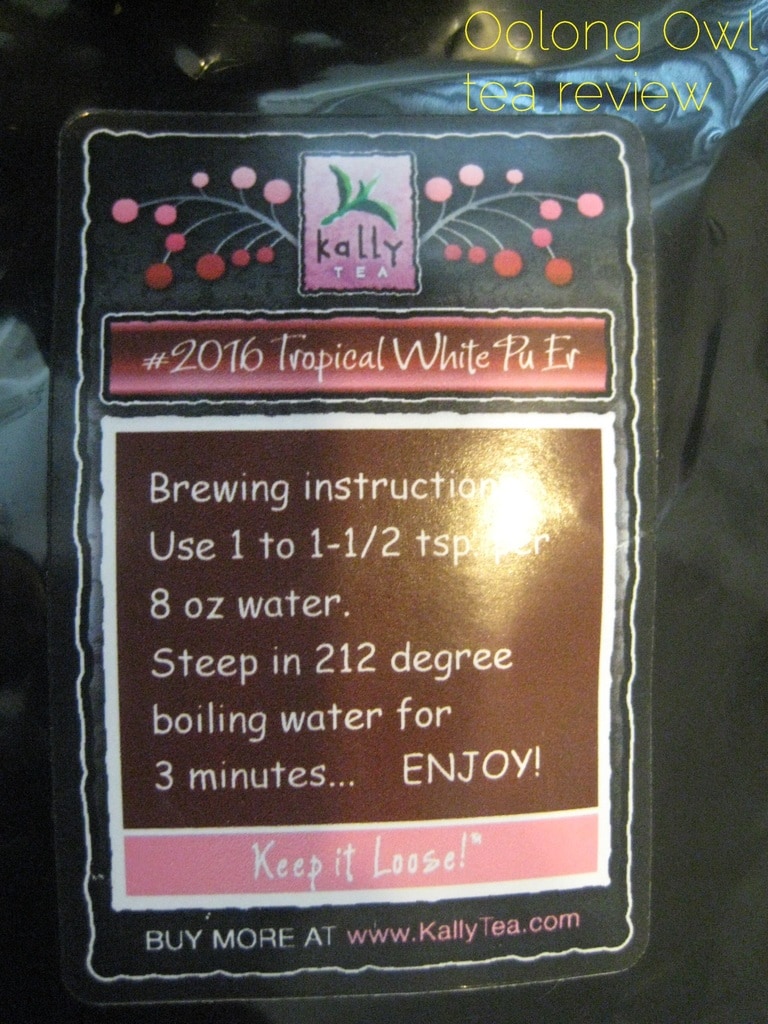 Oolong Owl
tea review
kally
TEA
#2016 Tropical White Pu Er
Brewing instruction
Use 1 to 1-1/2 tsp per
8 oz water.
Steep in 212 degree
boiling water for
3 minutes... ENJOY!
Keep it Loose!™
BUY MORE AT www.KallyTea.com